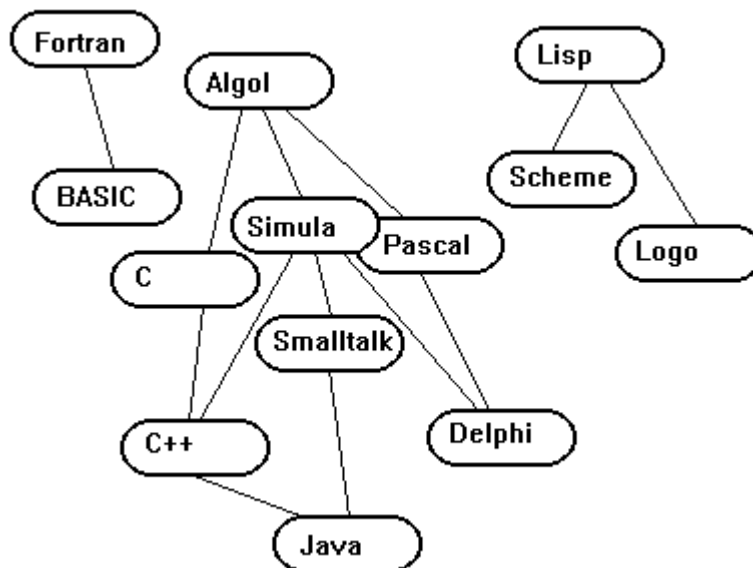 Fortran
Algol
Lisp
BASIC
Scheme
Simula
Pascal
Logo
C
Smalltalk
C++
Delphi
Java